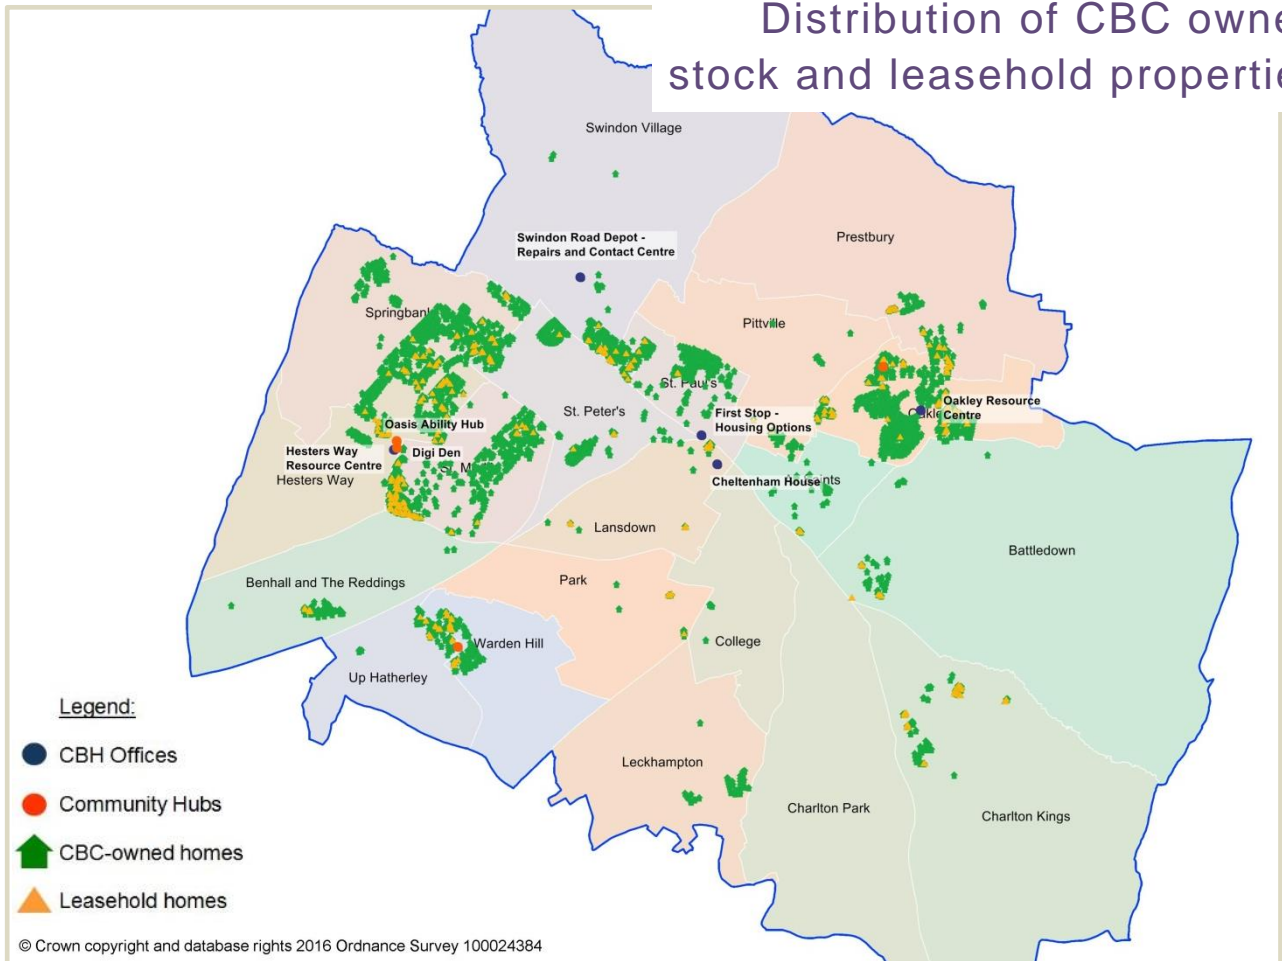 Distribution of CBC owne
stock and leasehold propertie
Swindon Village
Prestbury
Swindon Road Depot -
Repairs and Contact Centre
Springban
Pittville
St. Paul's
St. Peter's
Oakley Resource
Centre
First Stop -
Housing Options
Oasis Ability Hub
Hesters Way
Resource Centre
Digi Den
Hesters Way
Cheltenham House
Lansdown
Battledown
Benhall and The Reddings
Park
College
Warden Hill
Up Hatherley
Leckhampton
Charlton Park
Charlton Kings
Legend:
CBH Offices
Community Hubs
CBC-owned homes
Leasehold homes
© Crown copyright and database rights 2016 Ordnance Survey 100024384